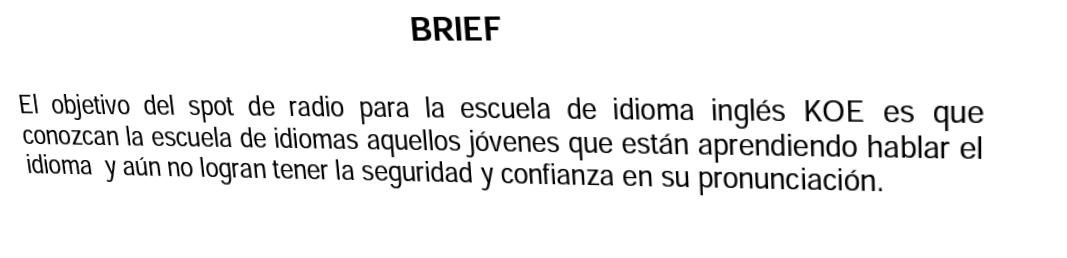 BRIEF
El objetivo del spot de radio para la escuela de idioma inglés KOE es que
conozcan la escuela de idiomas aquellos jóvenes que están aprendiendo hablar el
idioma y aún no logran tener la seguridad y confianza en su pronunciación.